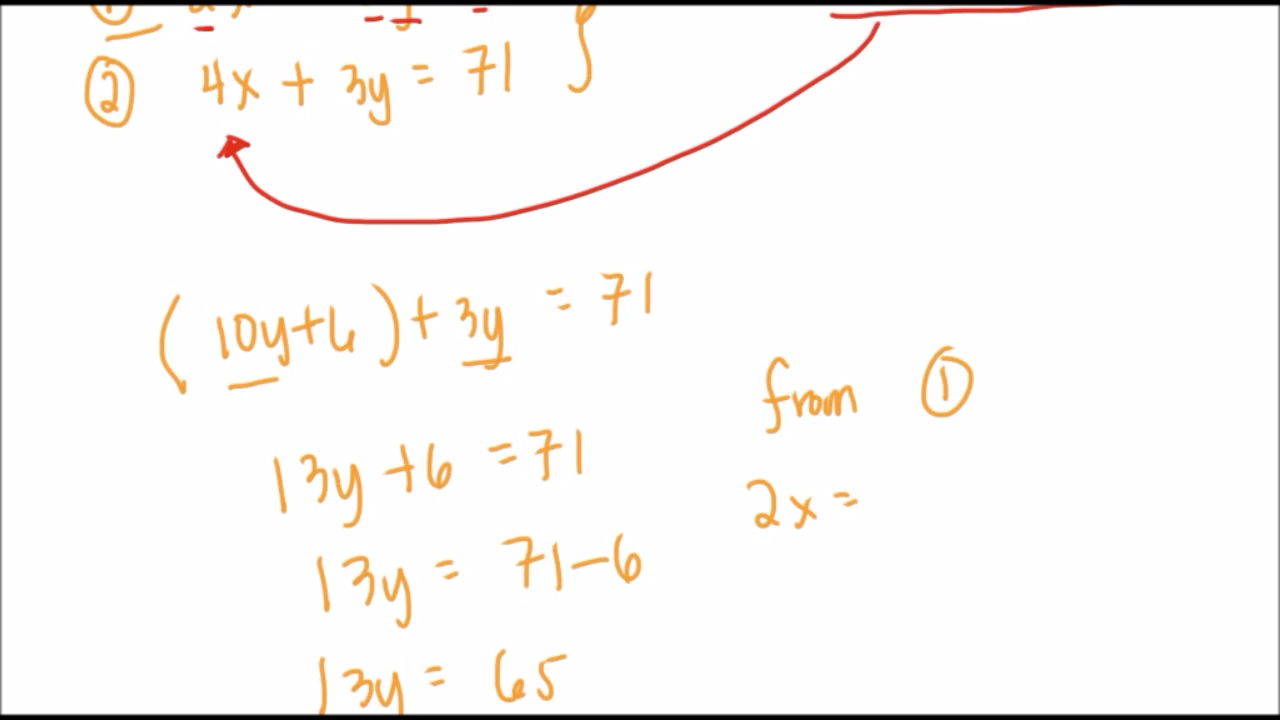 ② 4x + 3y = 71
(10y+6) + 3y = 71
13y + 6 = 71
13y = 71 - 6
13y = 65
from ①
2x =